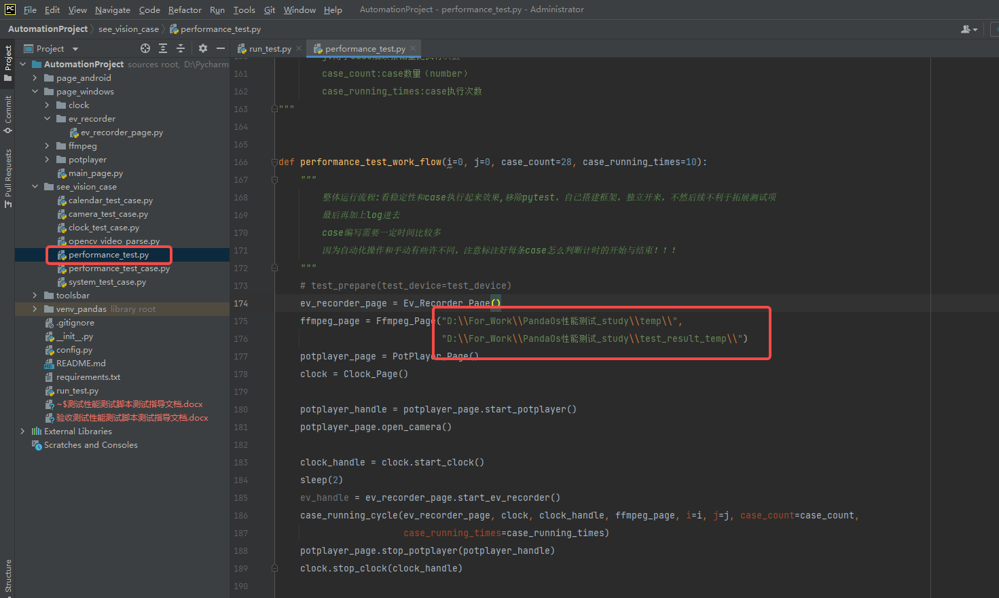 PC File Edit View Navigate Code Refactor Run Tools Git Window Help AutomationProject - performance_test.py - Administrator
AutomationProject see_vision_case performance_test.py
Project
Commit
Pull Requests
Structure
Project
AutomationProject sources root, D:\Pycharm
page_android
page_windows
clock
ev_recorder
ev_recorder_page.py
ffmpeg
potplayer
main_page.py
see_vision_case
calendar_test_case.py
camera_test_case.py
clock_test_case.py
opencv_video_parse.py
performance_test.py
performance_test_case.py
system_test_case.py
toolsbar
venv_pandas library root
.gitignore
__init__.py
config.py
README.md
requirements.txt
run_test.py
~$测试性能测试脚本测试指导文档.docx
验收测试性能测试脚本测试指导文档.docx
External Libraries
Scratches and Consoles
run_test.py performance_test.py
161 case_count:case数量（number）
162 case_running_times:case执行次数
163 """
164
165
166 def performance_test_work_flow(i=0, j=0, case_count=28, case_running_times=10):
167 """
168 整体运行流程:看稳定性和case执行起来效果,移除pytest，自己搭建框架，独立开来，不然后续不利于拓展测试项
169 最后再加上log进去
170 case编写需要一定时间比较多
171 因为自动化操作和手动有些许不同，注意标注好每条case怎么判断计时的开始与结束！！！
172 """
173 # test_prepare(test_device=test_device)
174 ev_recorder_page = Ev_Recorder_Page()
175 ffmpeg_page = Ffmpeg_Page("D:\\For_Work\\PandaOs性能测试_study\\temp\\",
176 "D:\\For_Work\\PandaOs性能测试_study\\test_result_temp\\")
177 potplayer_page = PotPlayer_Page()
178 clock = Clock_Page()
179
180 potplayer_handle = potplayer_page.start_potplayer()
181 potplayer_page.open_camera()
182
183 clock_handle = clock.start_clock()
184 sleep(2)
185 ev_handle = ev_recorder_page.start_ev_recorder()
186 case_running_cycle(ev_recorder_page, clock, clock_handle, ffmpeg_page, i=i, j=j, case_count=case_count,
187 case_running_times=case_running_times)
188 potplayer_page.stop_potplayer(potplayer_handle)
189 clock.stop_clock(clock_handle)
190